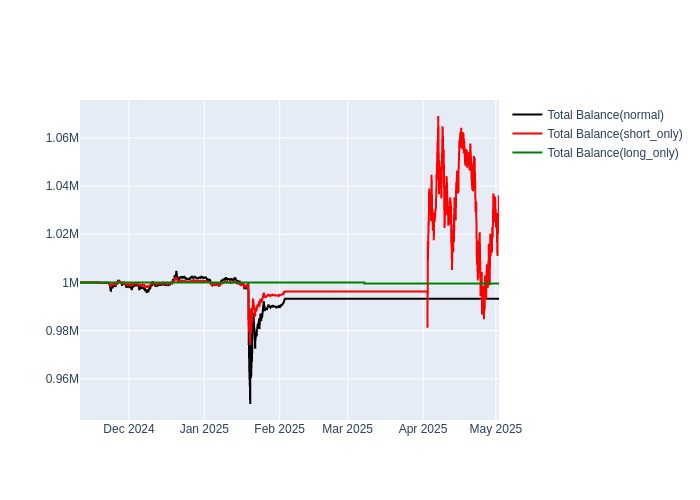 1.06M
1.04M
1.02M
1M
0.98M
0.96M
Dec 2024
Jan 2025
Feb 2025
Mar 2025
Apr 2025
May 2025
Total Balance(normal)
Total Balance(short_only)
Total Balance(long_only)